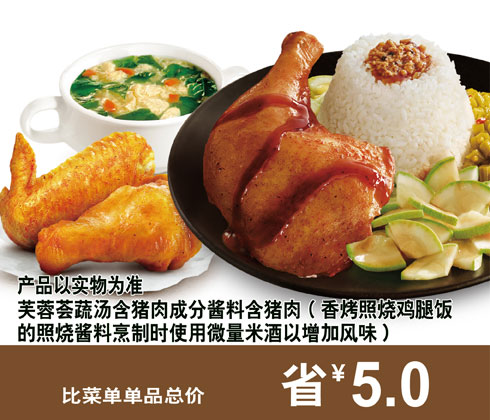 产品以实物为准
芙蓉荟蔬汤含猪肉成分酱料含猪肉（香烤照烧鸡腿饭
的照烧酱料烹制时使用微量米酒以增加风味）
比菜单单品总价 省¥5.0